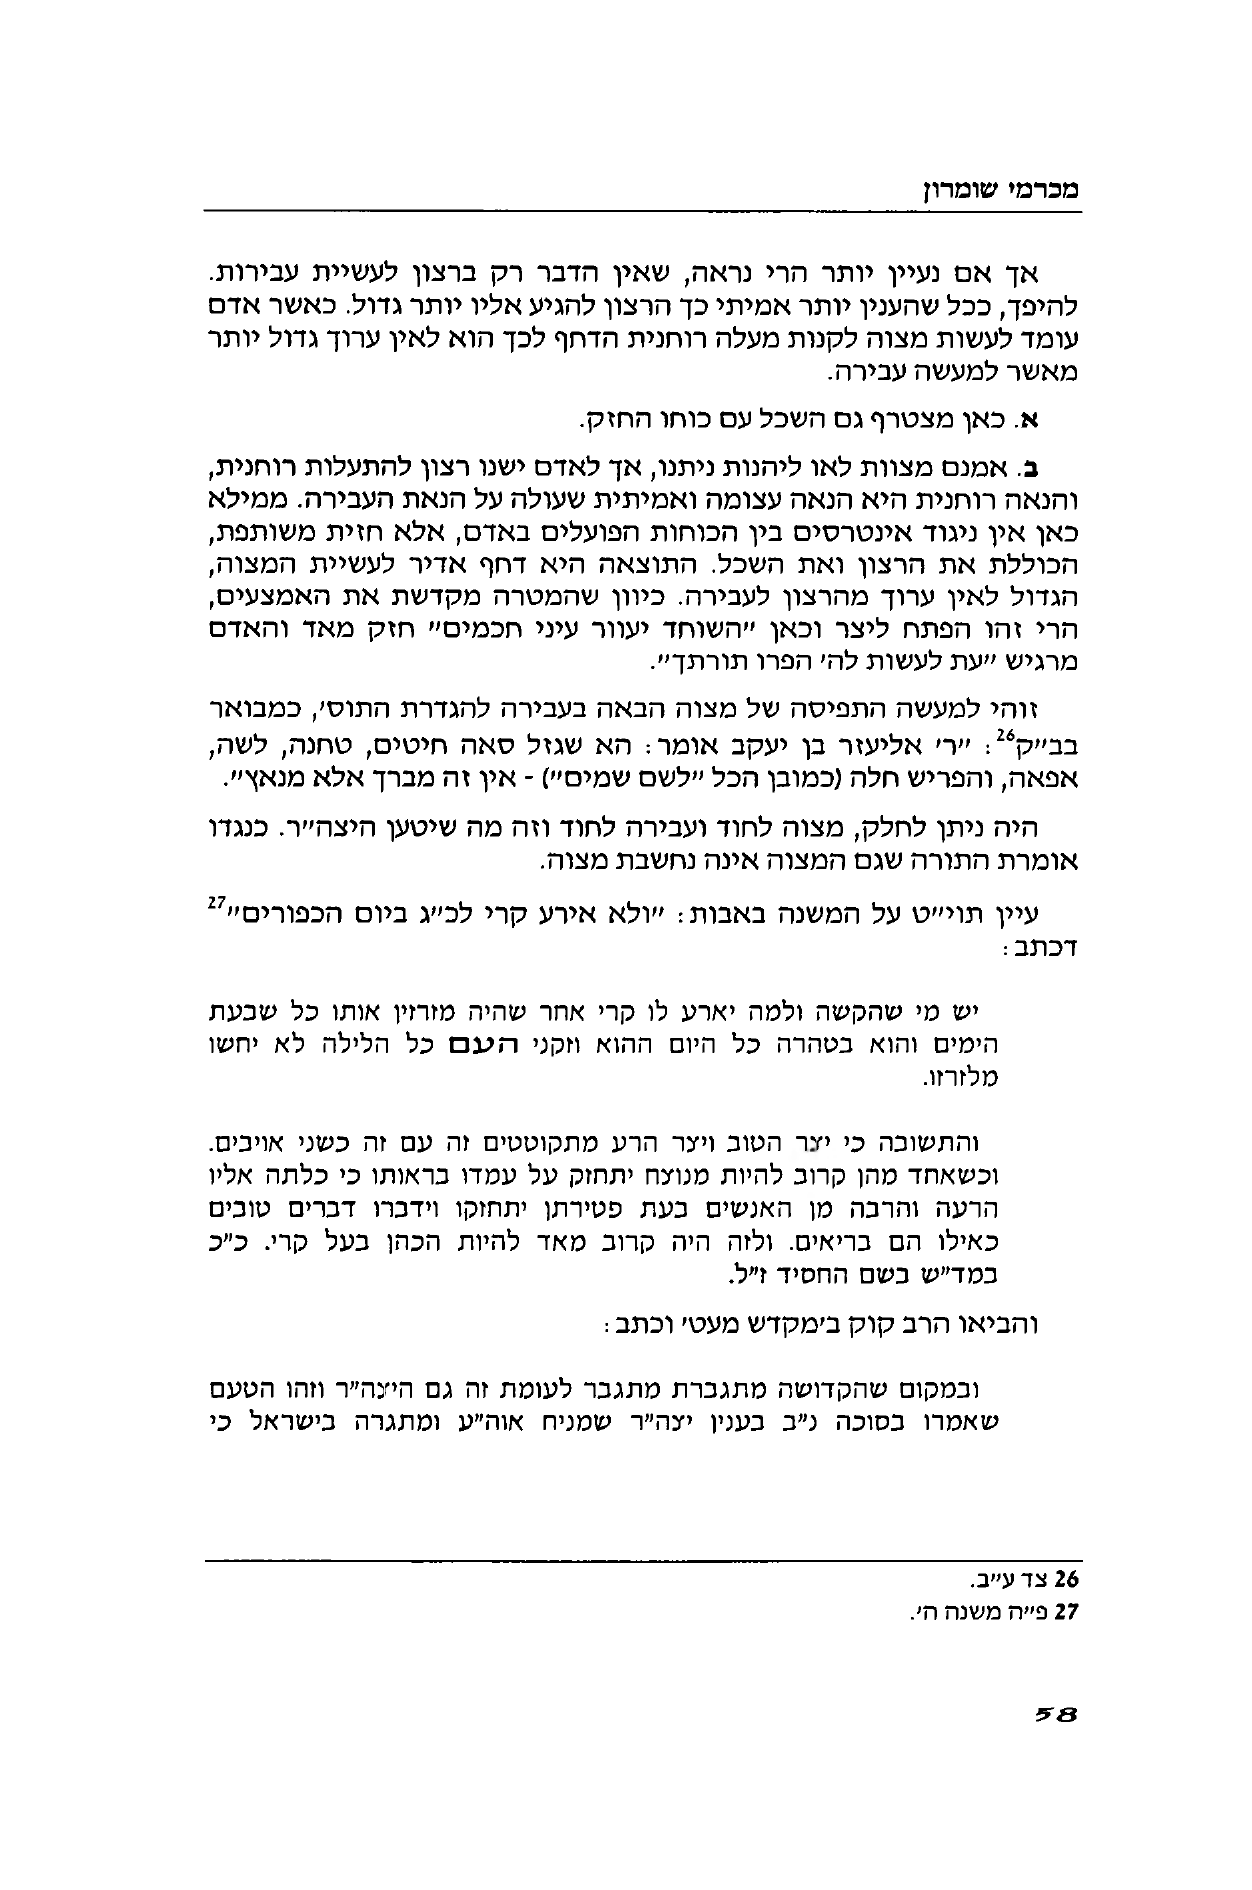 מכרמי שומרון
אך אם נעיין יותר הרי נראה, שאין הדבר רק ברצון לעשיית עבירות.
להיפך, ככל שהענין יותר אמיתי כך הרצון להגיע אליו יותר גדול. כאשר אדם
עומד לעשות מצוה לקנות מעלה רוחנית הדחף לכך הוא לאין ערוך גדול יותר
מאשר למעשה עבירה.
א. כאן מצטרף גם השכל עם כוחו החזק.
ב. אמנם מצוות לאו ליהנות ניתנו, אך לאדם ישנו רצון להתעלות רוחנית,
והנאה רוחנית היא הנאה עצומה ואמיתית שעולה על הנאת העבירה. ממילא
כאן אין ניגוד אינטרסים בין הכוחות הפועלים באדם, אלא חזית משותפת,
הכוללת את הרצון ואת השכל. התוצאה היא דחף אדיר לעשיית המצוה,
הגדול לאין ערוך מהרצון לעבירה. כיוון שהמטרה מקדשת את האמצעים,
הרי זהו הפתח ליצר וכאן "השוחד יעוור עיני חכמים" חזק מאד והאדם
מרגיש "עת לעשות לה' הפרו תורתך".
זוהי למעשה התפיסה של מצוה הבאה בעבירה להגדרת התוס', כמבואר
בב"ק26: "ר' אליעזר בן יעקב אומר: הא שגזל סאה חיטים, טחנה, לשה,
אפאה, והפריש חלה (כמובן הכל "לשם שמים") - אין זה מברך אלא מנאץ".
היה ניתן לחלק, מצוה לחוד ועבירה לחוד וזה מה שיטען היצה"ר. כנגדו
אומרת התורה שגם המצוה אינה נחשבת מצוה.
עיין תוי"ט על המשנה באבות: "ולא אירע קרי לכ"ג ביום הכפורים"27
דכתב:
יש מי שהקשה ולמה יארע לו קרי אחר שהיה מזרזין אותו כל שבעת
הימים והוא בטהרה כל היום ההוא וזקני העם כל הלילה לא יחשו
מלזרזו.
והתשובה כי יצר הטוב ויצר הרע מתקוטטים זה עם זה כשני אויבים.
וכשאחד מהן קרוב להיות מנוצח יתחזק על עמדו בראותו כי כלתה אליו
הרעה והרבה מן האנשים בעת פטירתן יתחזקו וידברו דברים טובים
כאילו הם בריאים. ולזה היה קרוב מאד להיות הכהן בעל קרי. כ"כ
במד"ש בשם החסיד ז"ל.
והביאו הרב קוק ב'מקדש מעט' וכתב:
ובמקום שהקדושה מתגברת מתגבר לעומת זה גם היצה"ר וזהו הטעם
שאמרו בסוכה נ"ב בענין יצה"ר שמניח אוה"ע ומתגרה בישראל כי
26 צד ע"ב.
27 פ"ה משנה ה'.
58